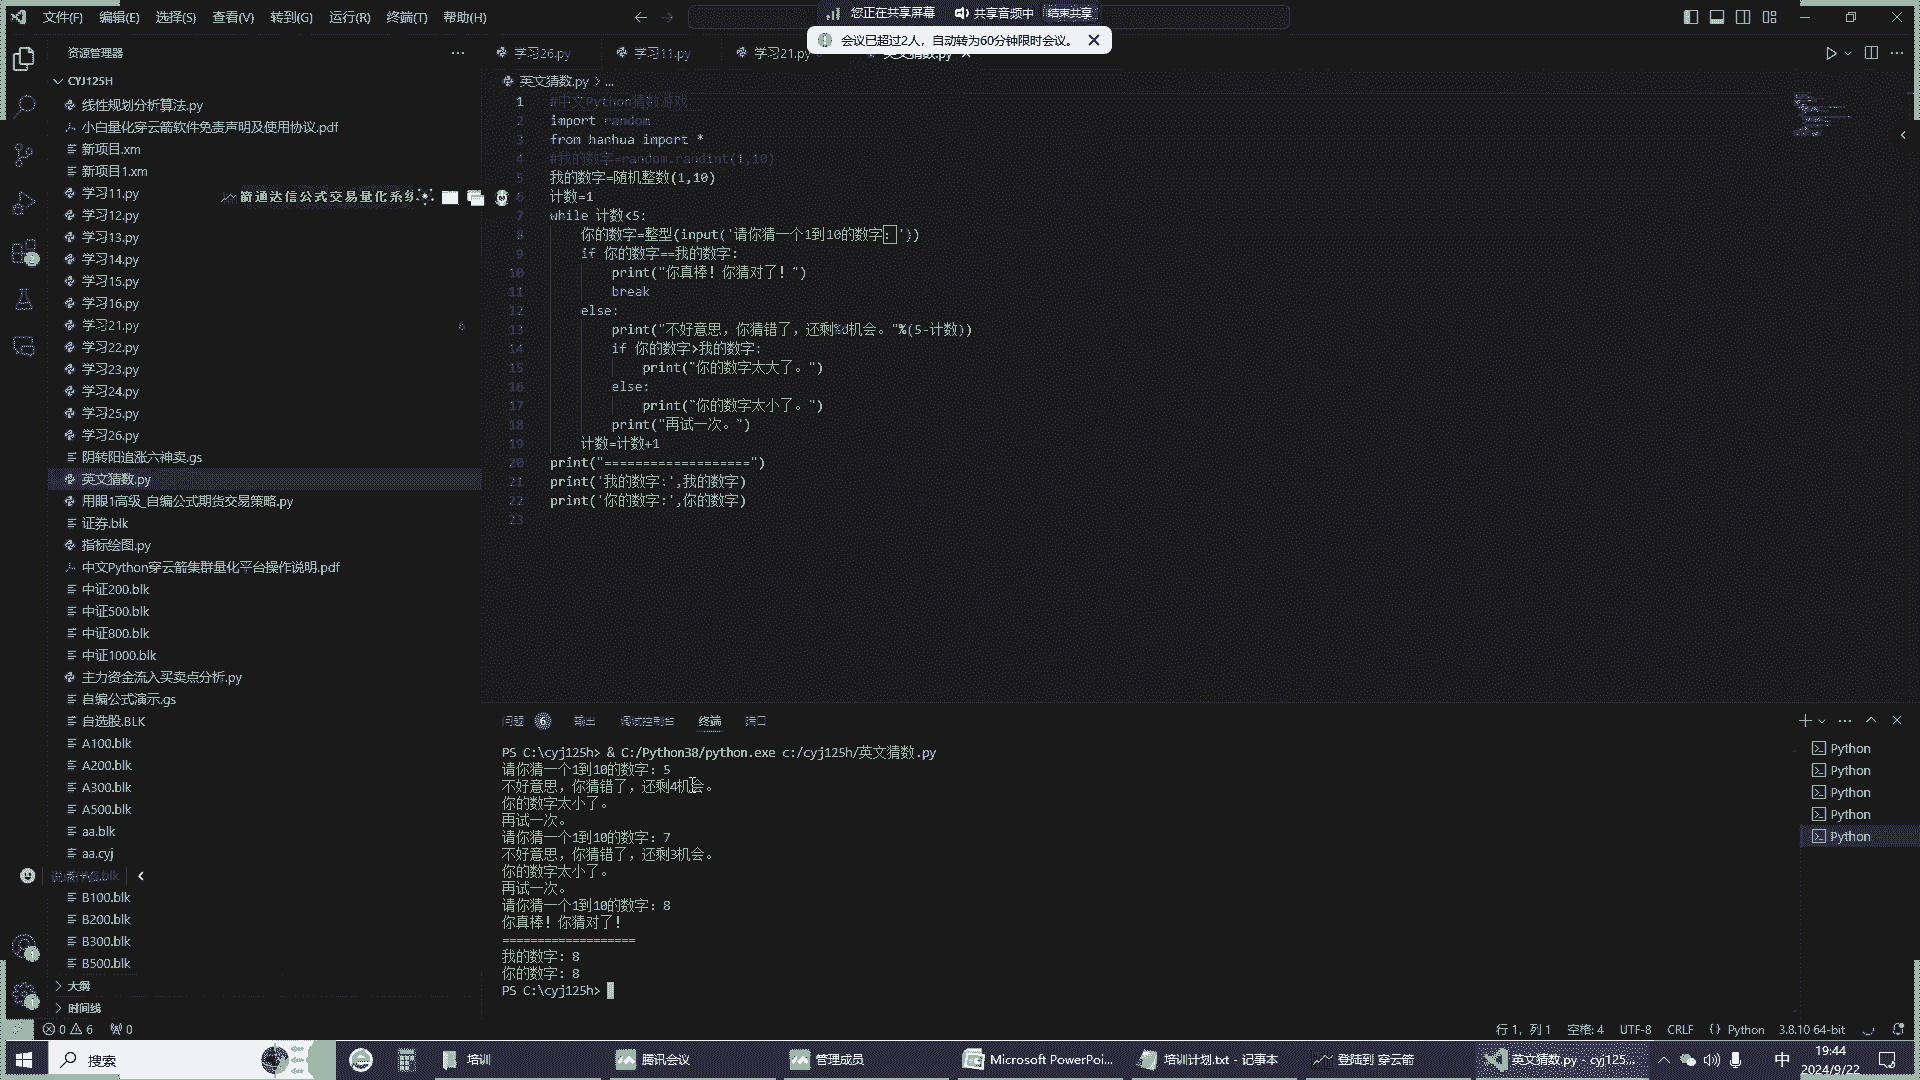 文件(F) 编辑(E) 选择(S) 查看(V) 转到(G) 运行(R) 终端(T) 帮助(H)
您正在共享屏幕 共享音频中 结束共享
会议已超过2人，自动转为60分钟限时会议。
资源管理器
CYJ125H
线性规划分析算法.py
小白量化穿云箭软件免责声明及使用协议.pdf
新项目.xm
新项目1.xm
学习11.py
箭通达信公式交易量化系统
学习12.py
学习13.py
学习14.py
学习15.py
学习16.py
学习21.py 6
学习22.py
学习23.py
学习24.py
学习25.py
学习26.py
阴转阳追涨六神卖.gs
英文猜数.py
用眼1高级_自编公式期货交易策略.py
证券.blk
指标绘图.py
中文Python穿云箭集群量化平台操作说明.pdf
中证200.blk
中证500.blk
中证800.blk
中证1000.blk
主力资金流入买卖点分析.py
自编公式演示.gs
自选股.BLK
A100.blk
A200.blk
A300.blk
A500.blk
aa.blk
aa.cyj
B100.blk
B200.blk
B300.blk
B500.blk
大纲
时间线
学习26.py 学习11.py 学习21.py 英文猜数.py
英文猜数.py > ...
1 #中文Python猜数游戏
2 import random
3 from hanhua import *
4 #我的数字=random.randint(1,10)
5 我的数字=随机整数(1,10)
6 计数=1
7 while 计数<5:
8 你的数字=整型(input('请你猜一个1到10的数字：'))
9 if 你的数字==我的数字:
10 print("你真棒！你猜对了！")
11 break
12 else:
13 print("不好意思，你猜错了，还剩%d机会。"%(5-计数))
14 if 你的数字>我的数字:
15 print("你的数字太大了。")
16 else:
17 print("你的数字太小了。")
18 print("再试一次。")
19 计数=计数+1
20 print("===================")
21 print('我的数字:',我的数字)
22 print('你的数字:',你的数字)
23
问题 6 输出 调试控制台 终端 端口
PS C:\cyj125h> & C:/Python38/python.exe c:/cyj125h/英文猜数.py
请你猜一个1到10的数字：5
不好意思，你猜错了，还剩4机会。
你的数字太小了。
再试一次。
请你猜一个1到10的数字：7
不好意思，你猜错了，还剩3机会。
你的数字太小了。
再试一次。
请你猜一个1到10的数字：8
你真棒！你猜对了！
===================
我的数字: 8
你的数字: 8
PS C:\cyj125h>
Python
Python
Python
Python
Python
0 6 0
行 1，列 1 空格: 4 UTF-8 CRLF Python 3.8.10 64-bit
搜索 培训 腾讯会议 管理成员 Microsoft PowerPoi... 培训计划.txt - 记事本 登陆到 穿云箭 英文猜数.py - cyj125... 中
19:44
2024/9/22